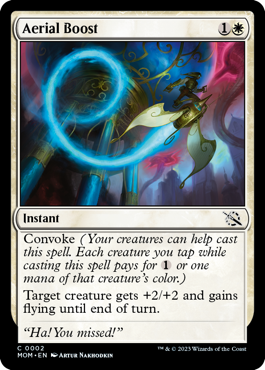 Aerial Boost 1
Instant
Convoke (Your creatures can help cast
this spell. Each creature you tap while
casting this spell pays for 1 or one
mana of that creature's color.)
Target creature gets +2/+2 and gains
flying until end of turn.
"Ha! You missed!"
C 0002
MOM • EN ARTUR NAKHODKIN
™ & © 2023 Wizards of the Coast